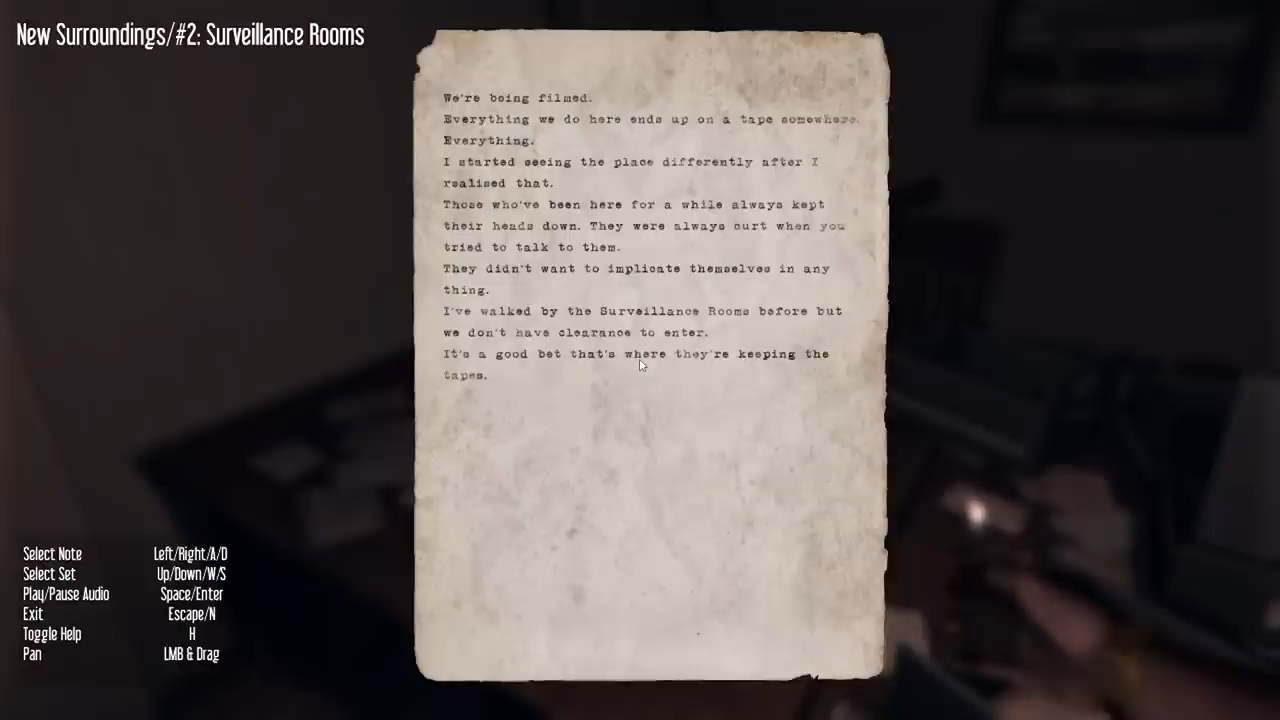 New Surroundings/#2: Surveillance Rooms
We're being filmed.
Everything we do here ends up on a tape somewhere.
Everything.
I started seeing the place differently after I
realised that.
Those who've been here for a while always kept
their heads down. They were always curt when you
tried to talk to them.
They didn't want to implicate themselves in any
thing.
I've walked by the Surveillance Rooms before but
we don't have clearance to enter.
It's a good bet that's where they're keeping the
tapes.
Select Note Left/Right/A/D
Select Set Up/Down/W/S
Play/Pause Audio Space/Enter
Exit Escape/N
Toggle Help H
Pan LMB & Drag